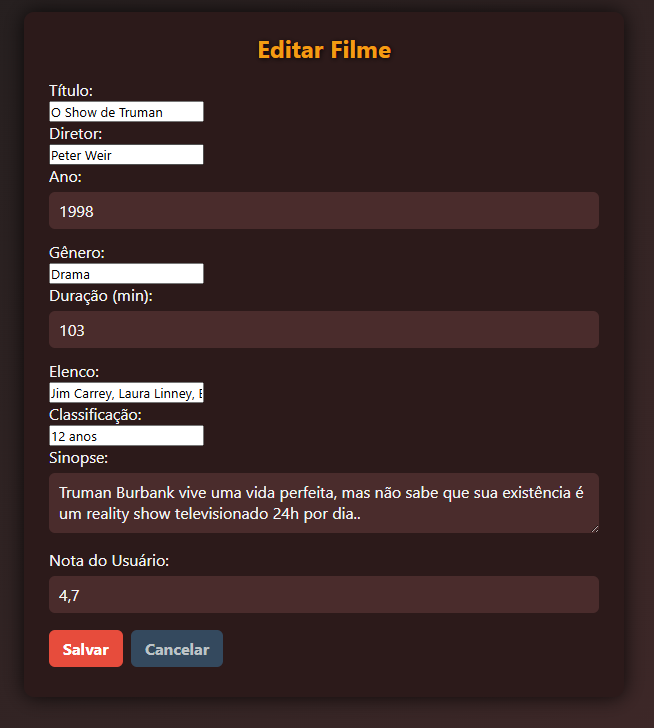 Editar Filme
Título:
O Show de Truman
Diretor:
Peter Weir
Ano:
1998
Gênero:
Drama
Duração (min):
103
Elenco:
Jim Carrey, Laura Linney,
Classificação:
12 anos
Sinopse:
Truman Burbank vive uma vida perfeita, mas não sabe que sua existência é
um reality show televisionado 24h por dia..
Nota do Usuário:
4,7
Salvar Cancelar